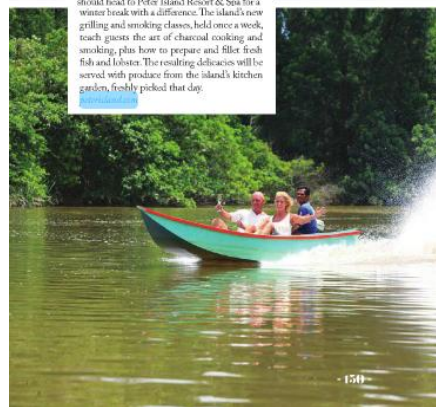 should head to Peter Island Resort & Spa for a
winter break with a difference. The island's new
grilling and smoking classes, held once a week,
teach guests the art of charcoal cooking and
smoking, plus how to prepare and fillet fresh
fish and lobster. The resulting delicacies will be
served with produce from the island's kitchen
garden, freshly picked that day.
peterisland.com
- 150 -